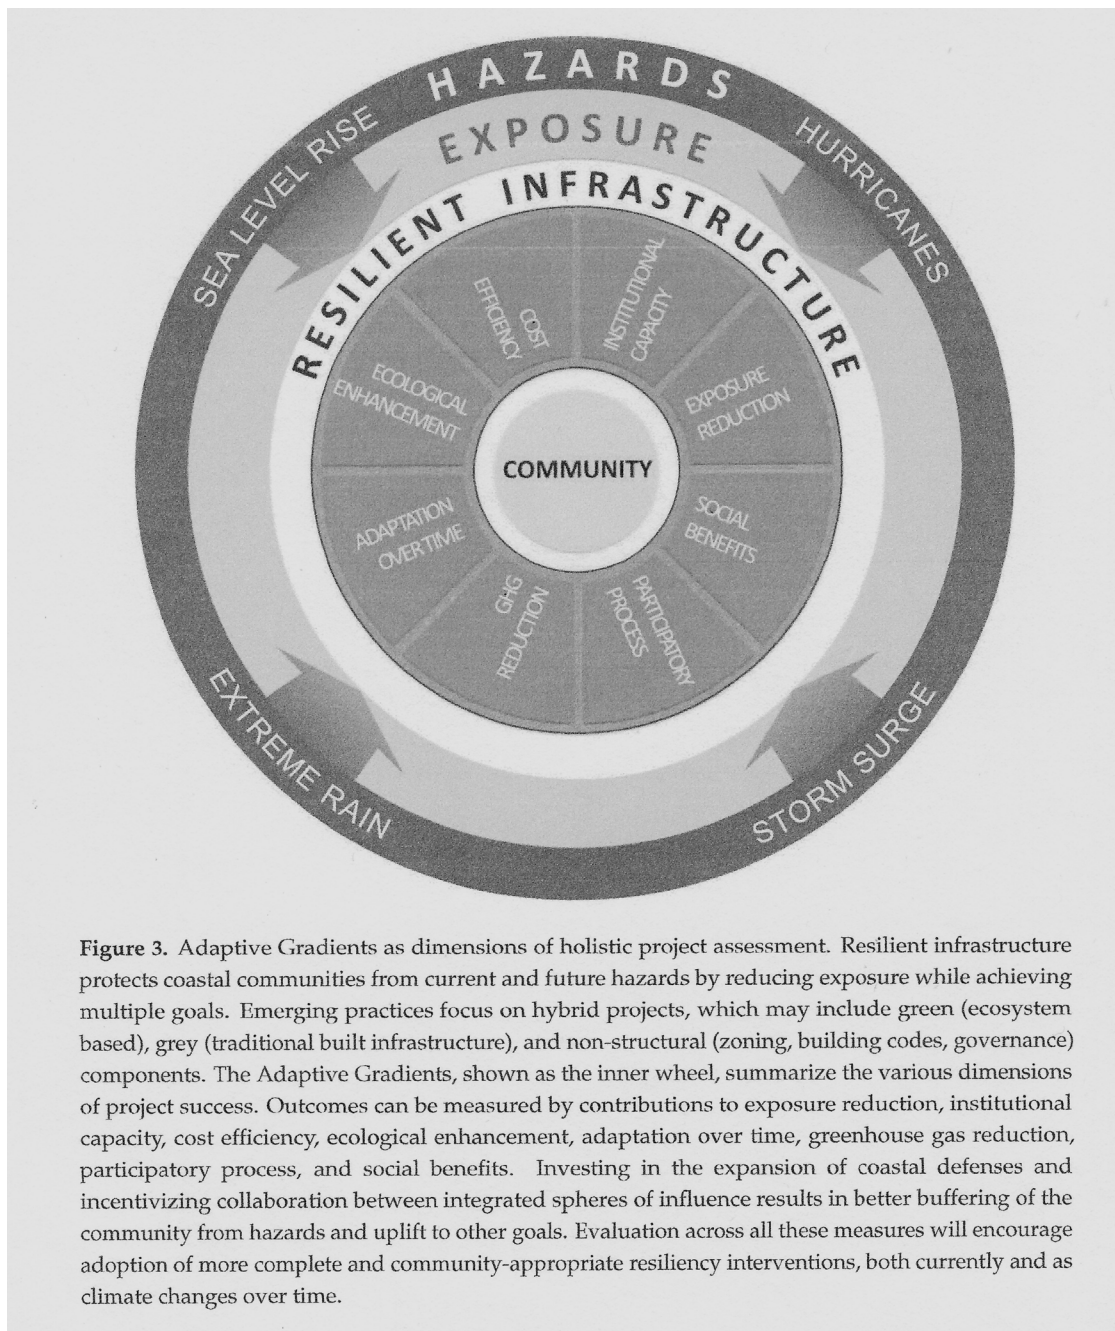 HAZARDS
SEA LEVEL RISE
HURRICANES
EXTREME RAIN
STORM SURGE
EXPOSURE
RESILIENT INFRASTRUCTURE
COST
EFFICIENCY
INSTITUTIONAL
CAPACITY
ECOLOGICAL
ENHANCEMENT
EXPOSURE
REDUCTION
COMMUNITY
ADAPTATION
OVER TIME
SOCIAL
BENEFITS
GHG
REDUCTION
PARTICIPATORY
PROCESS
Figure 3. Adaptive Gradients as dimensions of holistic project assessment. Resilient infrastructure
protects coastal communities from current and future hazards by reducing exposure while achieving
multiple goals. Emerging practices focus on hybrid projects, which may include green (ecosystem
based), grey (traditional built infrastructure), and non-structural (zoning, building codes, governance)
components. The Adaptive Gradients, shown as the inner wheel, summarize the various dimensions
of project success. Outcomes can be measured by contributions to exposure reduction, institutional
capacity, cost efficiency, ecological enhancement, adaptation over time, greenhouse gas reduction,
participatory process, and social benefits. Investing in the expansion of coastal defenses and
incentivizing collaboration between integrated spheres of influence results in better buffering of the
community from hazards and uplift to other goals. Evaluation across all these measures will encourage
adoption of more complete and community-appropriate resiliency interventions, both currently and as
climate changes over time.